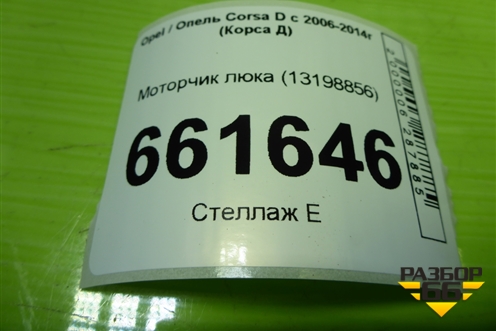 Opel / Опель Corsa D с 2006-2014г
(Корса Д)
Моторчик люка (13198856)
661646
Стеллаж Е
РАЗБОР
66